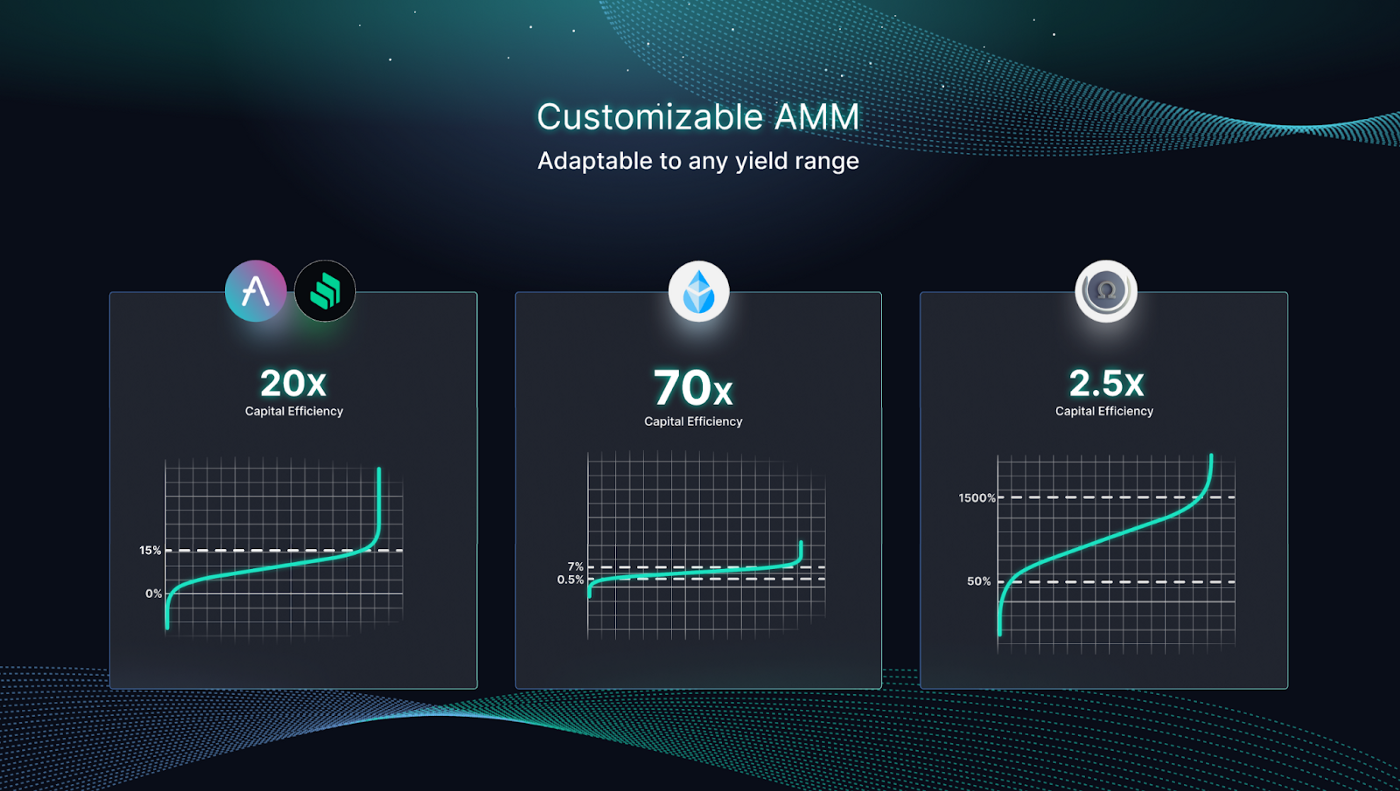 Customizable AMM
Adaptable to any yield range
20x
Capital Efficiency
15%
0%
70x
Capital Efficiency
7%
0.5%
2.5x
Capital Efficiency
1500%
50%